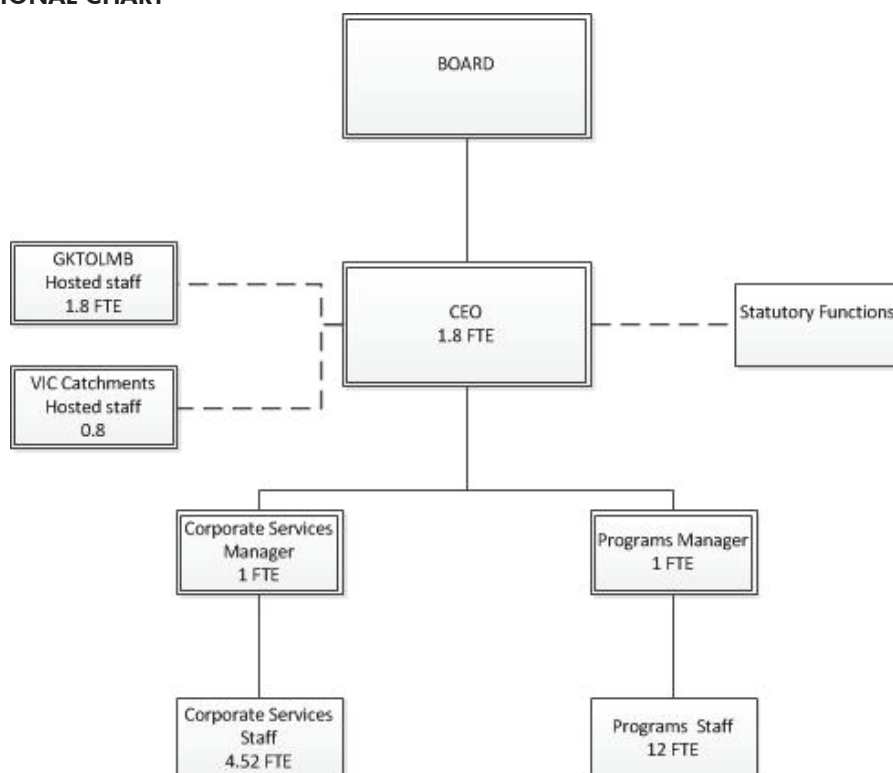 BOARD
GKTOLMB
Hosted staff
1.8 FTE
CEO
1.8 FTE
Statutory Functions
VIC Catchments
Hosted staff
0.8
Corporate Services
Manager
1 FTE
Programs Manager
1 FTE
Corporate Services
Staff
4.52 FTE
Programs Staff
12 FTE